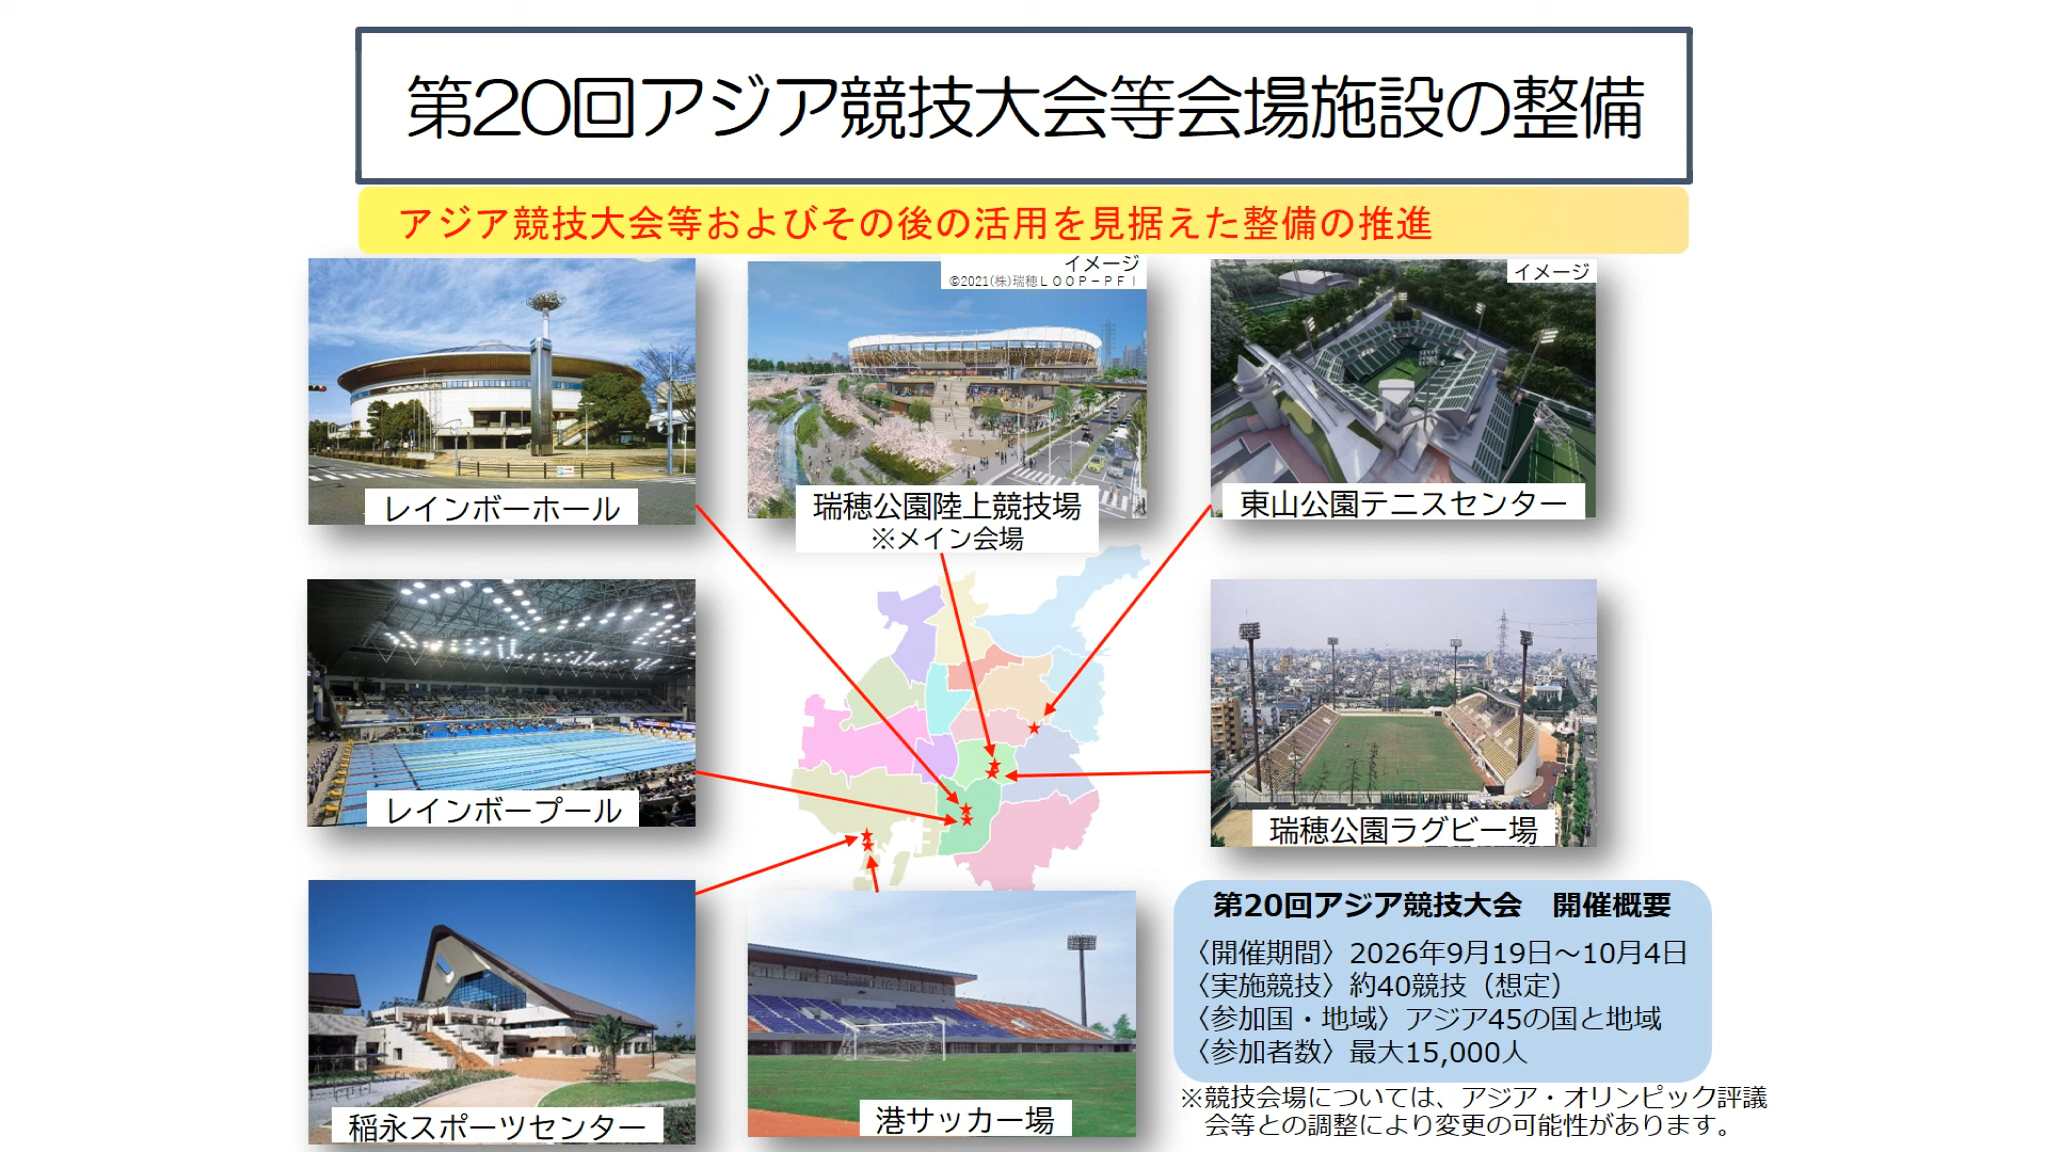 第20回アジア競技大会等会場施設の整備
アジア競技大会等およびその後の活用を見据えた整備の推進
レインボーホール
イメージ
©2021(株)瑞穂ＬＯＯＰ－ＰＦＩ
瑞穂公園陸上競技場
※メイン会場
イメージ
東山公園テニスセンター
レインボープール
瑞穂公園ラグビー場
稲永スポーツセンター
港サッカー場
第20回アジア競技大会　開催概要
〈開催期間〉2026年9月19日～10月4日
〈実施競技〉約40競技（想定）
〈参加国・地域〉アジア45の国と地域
〈参加者数〉最大15,000人
※競技会場については、アジア・オリンピック評議
会等との調整により変更の可能性があります。